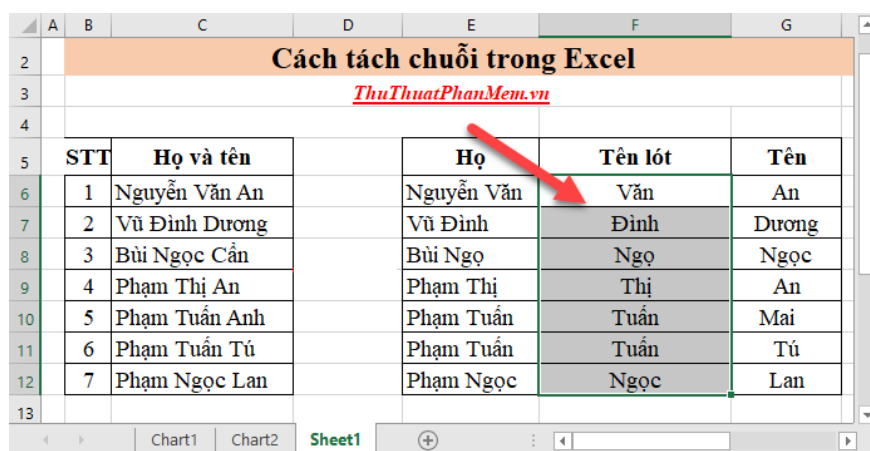 A B C D E F G
2 Cách tách chuỗi trong Excel
3 ThuThuatPhanMem.vn
4
5 STT Họ và tên Họ Tên lót Tên
6 1 Nguyễn Văn An Nguyễn Văn Văn An
7 2 Vũ Đình Dương Vũ Đình Đình Dương
8 3 Bùi Ngọc Cẩn Bùi Ngọ Ngọ Ngọc
9 4 Phạm Thị An Phạm Thị Thị An
10 5 Phạm Tuấn Anh Phạm Tuấn Tuấn Mai
11 6 Phạm Tuấn Tú Phạm Tuấn Tuấn Tú
12 7 Phạm Ngọc Lan Phạm Ngọc Ngọc Lan
13
Chart1 Chart2 Sheet1